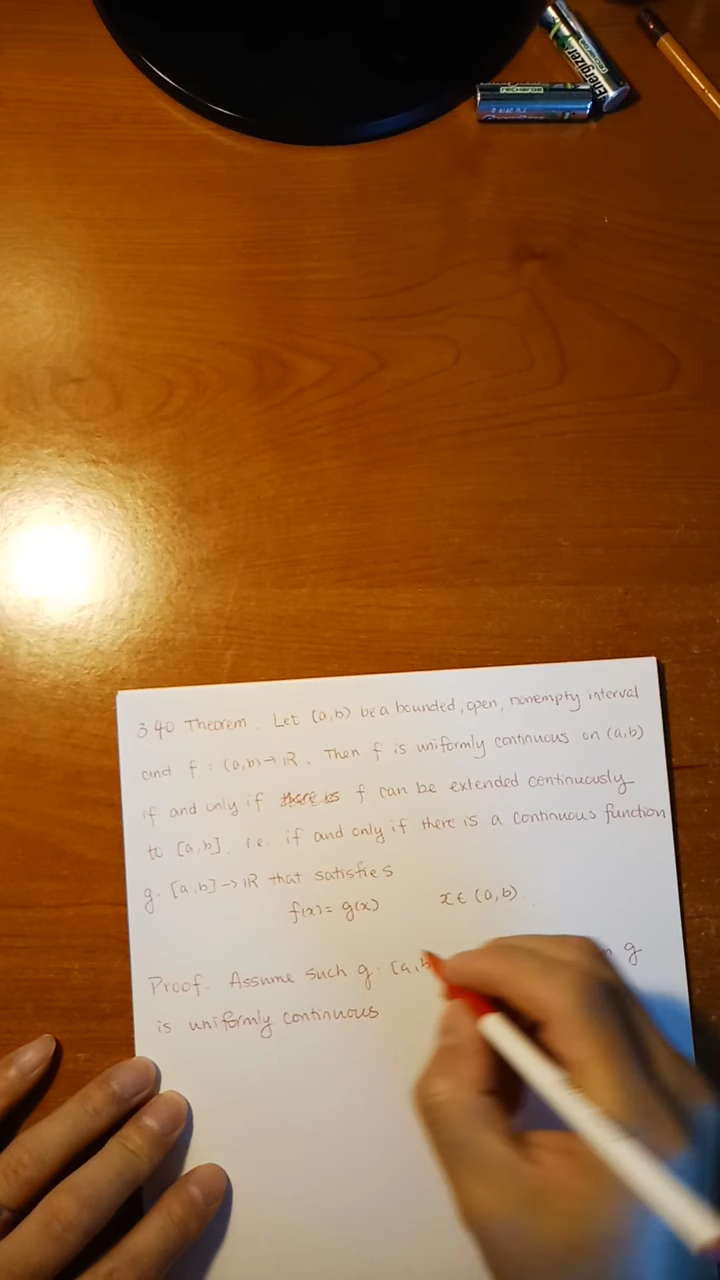 Energizer
RECHARGE
3.40 Theorem. Let (a,b) be a bounded, open, nonempty interval
and f : (a,b) → ℝ. Then f is uniformly continuous on (a,b)
if and only if f can be extended continuously
to [a,b]. i.e. if and only if there is a continuous function
g: [a,b] → ℝ that satisfies
f(x) = g(x) x ∈ (a,b).
Proof. Assume such g: [a,b g
is uniformly continuous